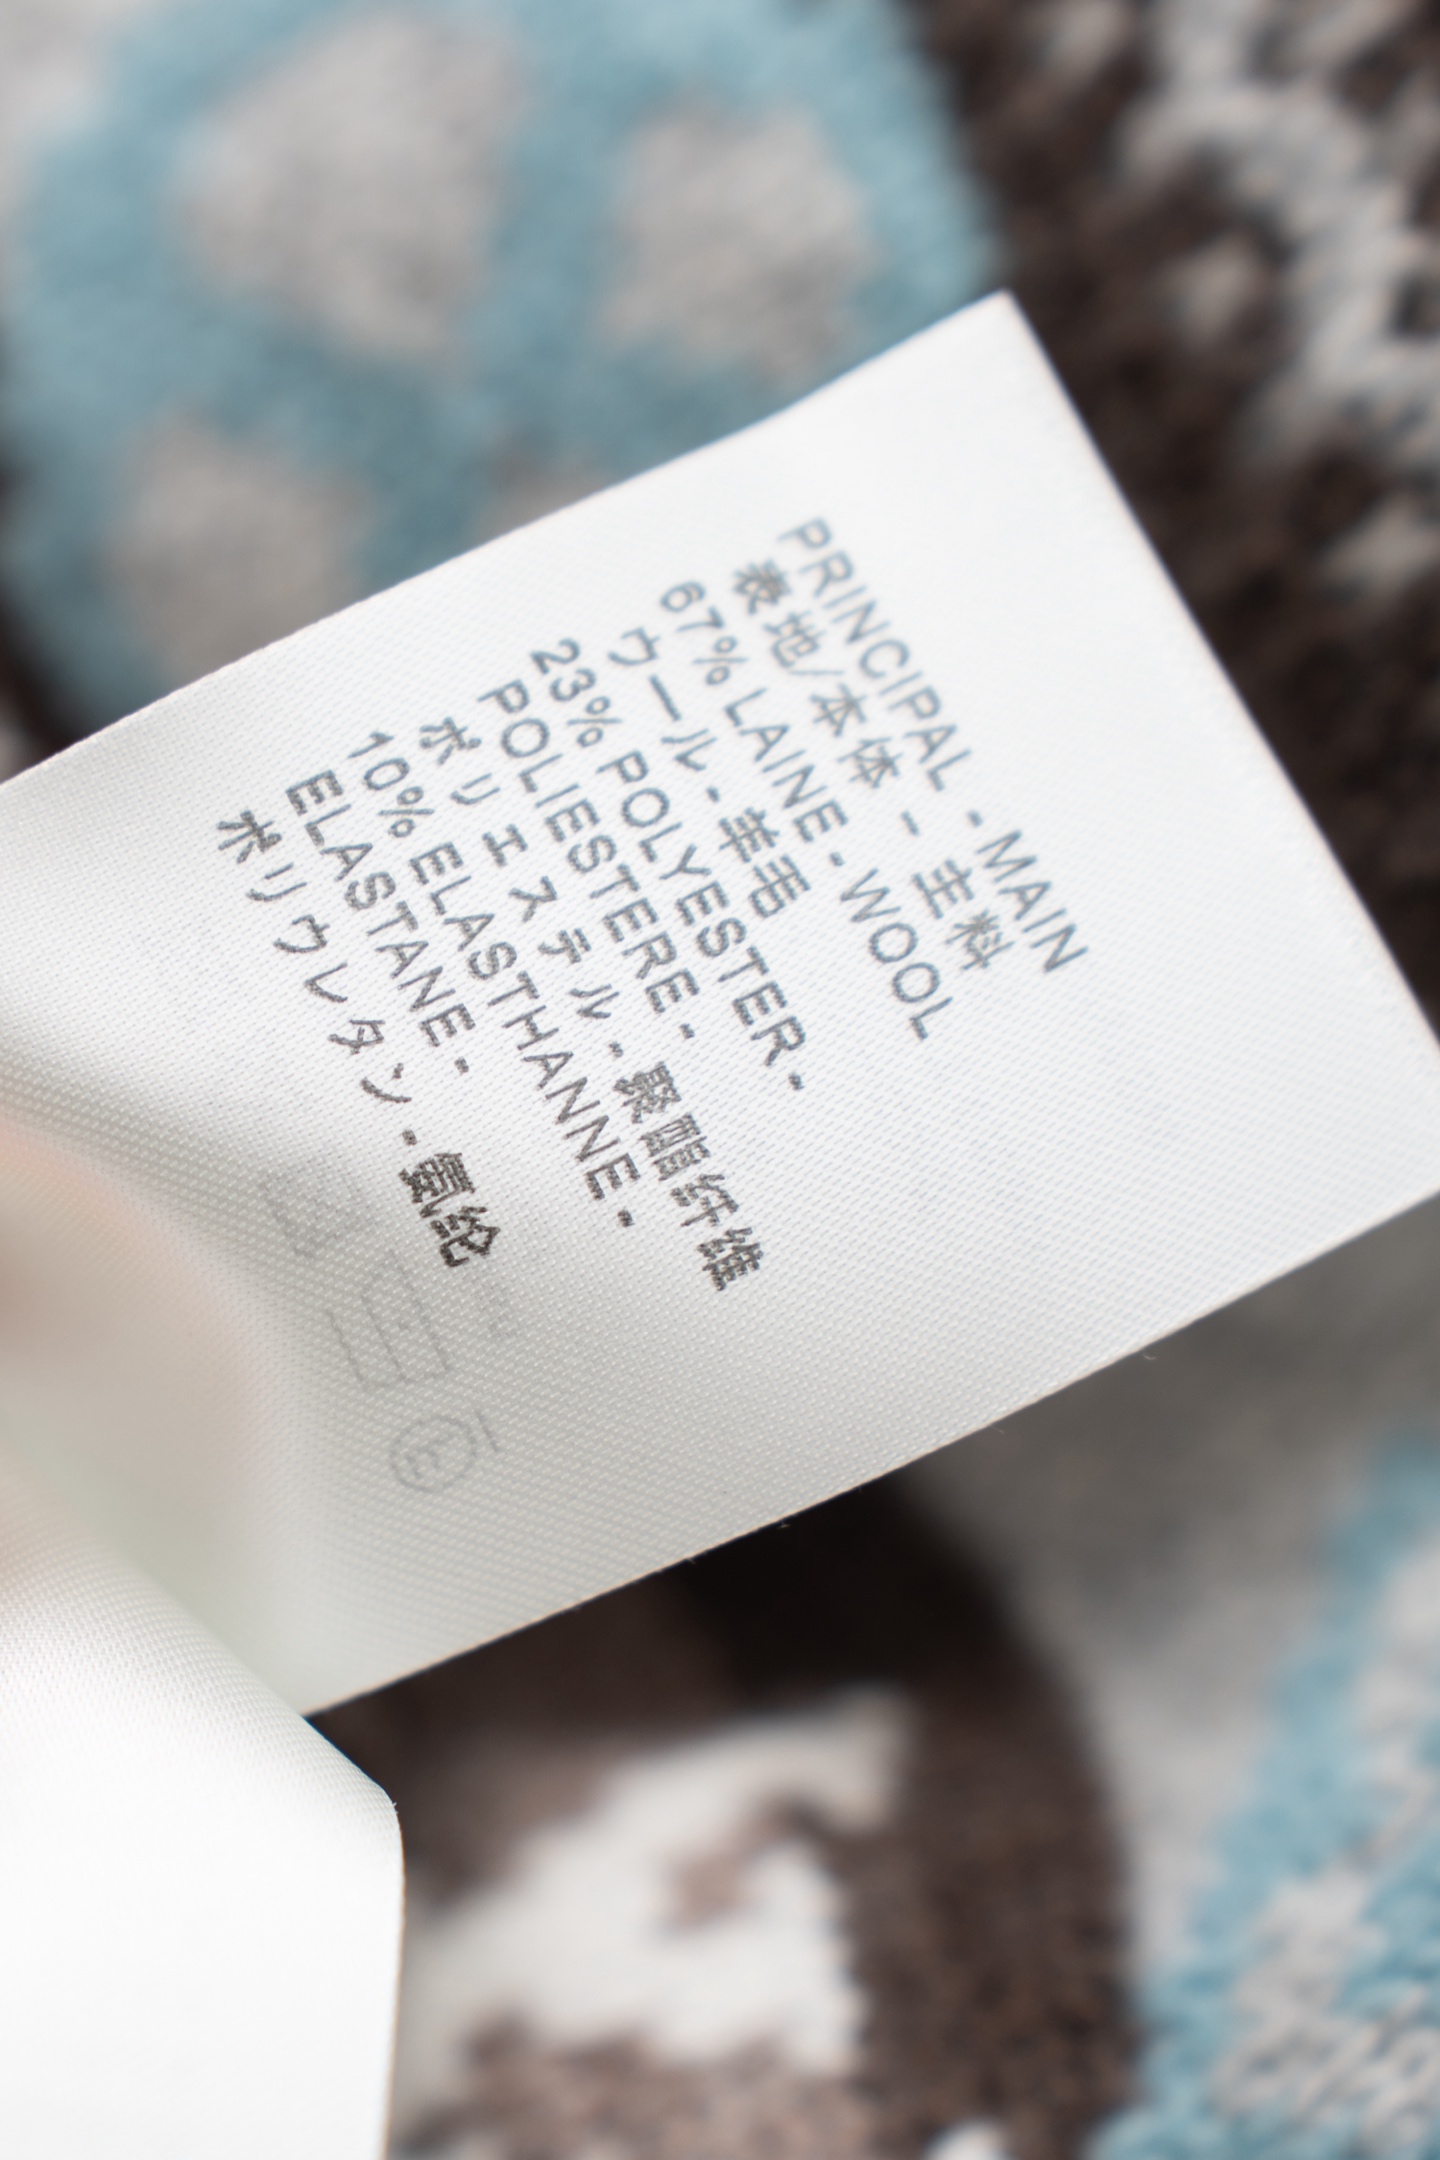 PRINCIPAL - MAIN
表地/本体 - 主料
67% LAINE - WOOL
ウール - 羊毛
23% POLYESTER -
POLIESTERE -
ポリエステル - 聚酯纤维
10% ELASTHANNE -
ELASTANE -
ポリウレタン - 氨纶